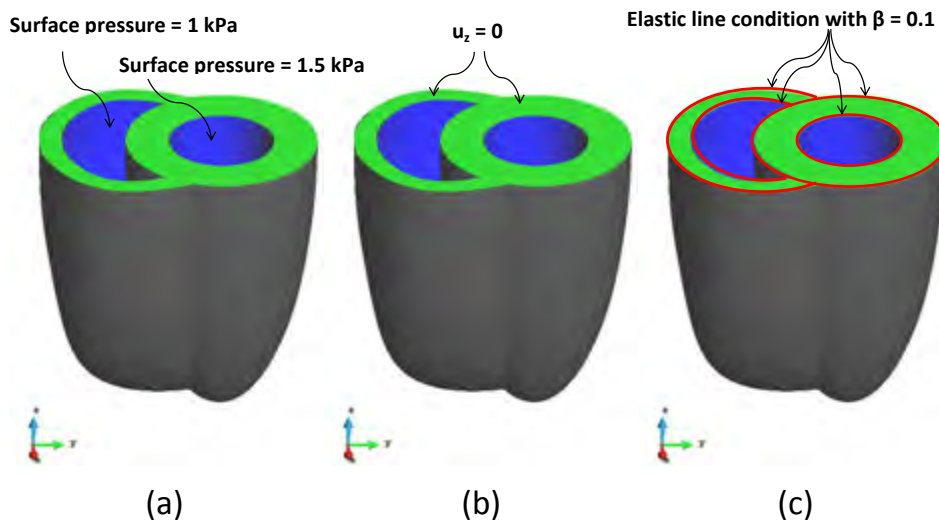 Surface pressure = 1 kPa
Surface pressure = 1.5 kPa
u_z = 0
Elastic line condition with β = 0.1
(a)
(b)
(c)